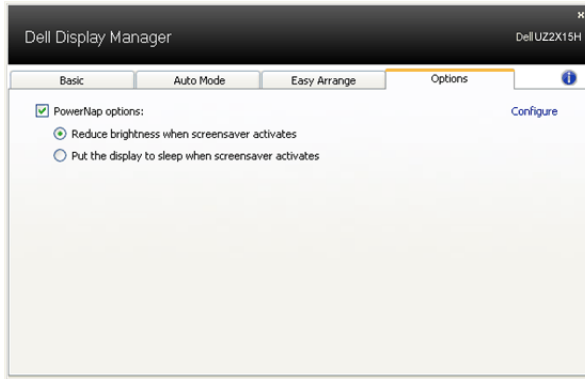 Dell Display Manager
Dell UZ2X15H
Basic
Auto Mode
Easy Arrange
Options
PowerNap options:
Configure
Reduce brightness when screensaver activates
Put the display to sleep when screensaver activates